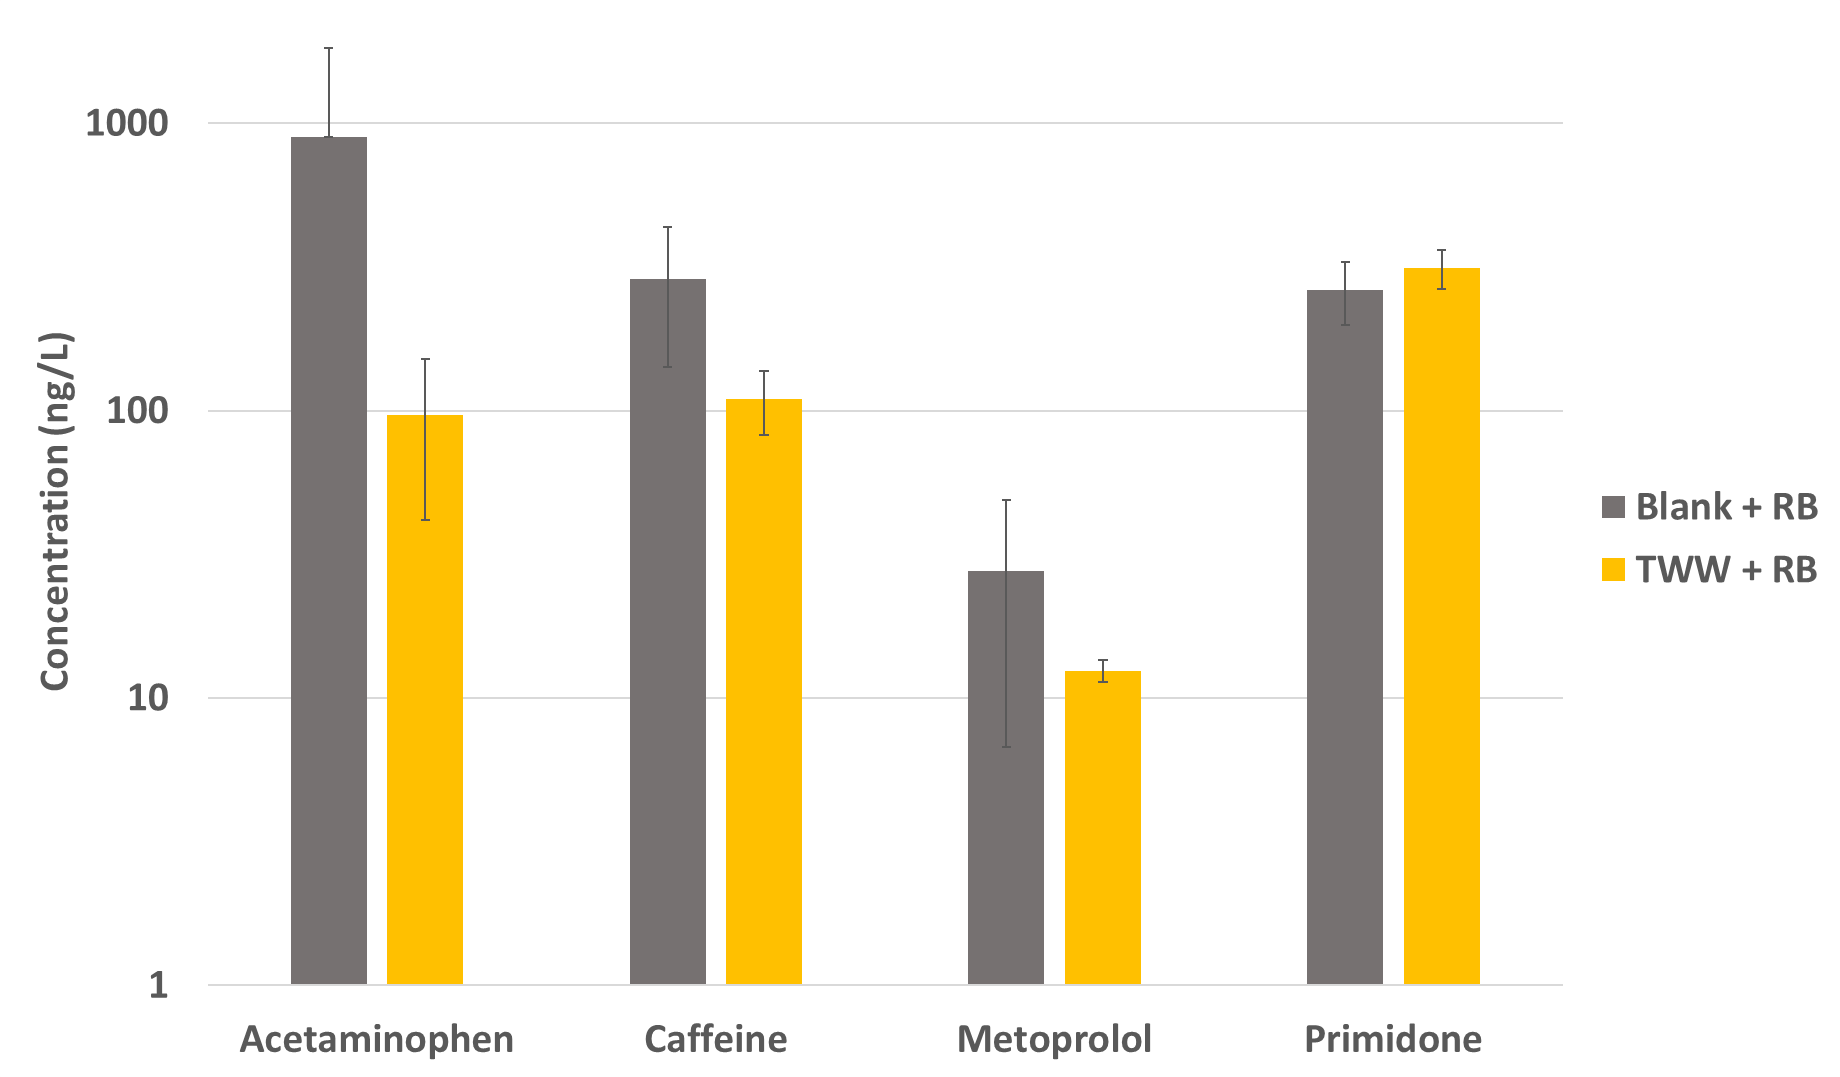 Concentration (ng/L)
1000
100
10
1
Acetaminophen
Caffeine
Metoprolol
Primidone
Blank + RB
TWW + RB